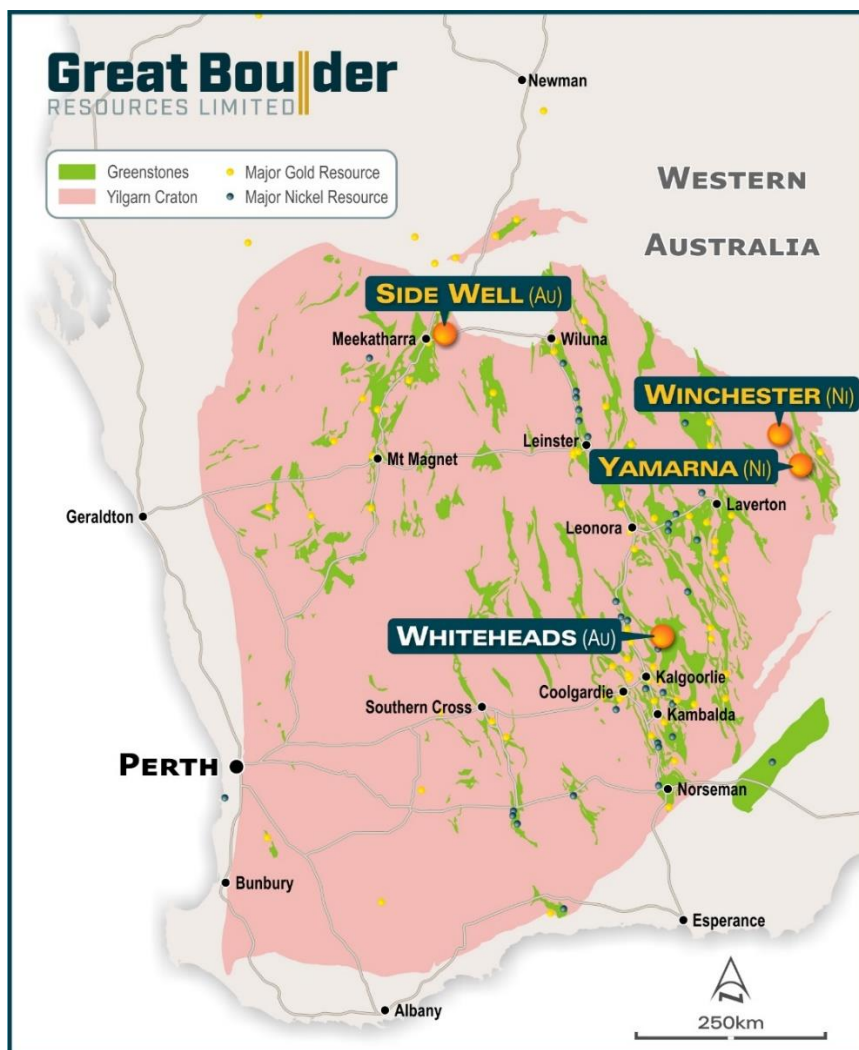 Great Boulder
RESOURCES LIMITED
Greenstones
Major Gold Resource
Yilgarn Craton
Major Nickel Resource
Newman
WESTERN
AUSTRALIA
SIDE WELL (AU)
Meekatharra
Wiluna
WINCHESTER (NI)
Leinster
Mt Magnet
YAMARNA (NI)
Laverton
Geraldton
Leonora
WHITEHEADS (AU)
Kalgoorlie
Coolgardie
Southern Cross
Kambalda
PERTH
Norseman
Bunbury
Esperance
N
Albany
250km